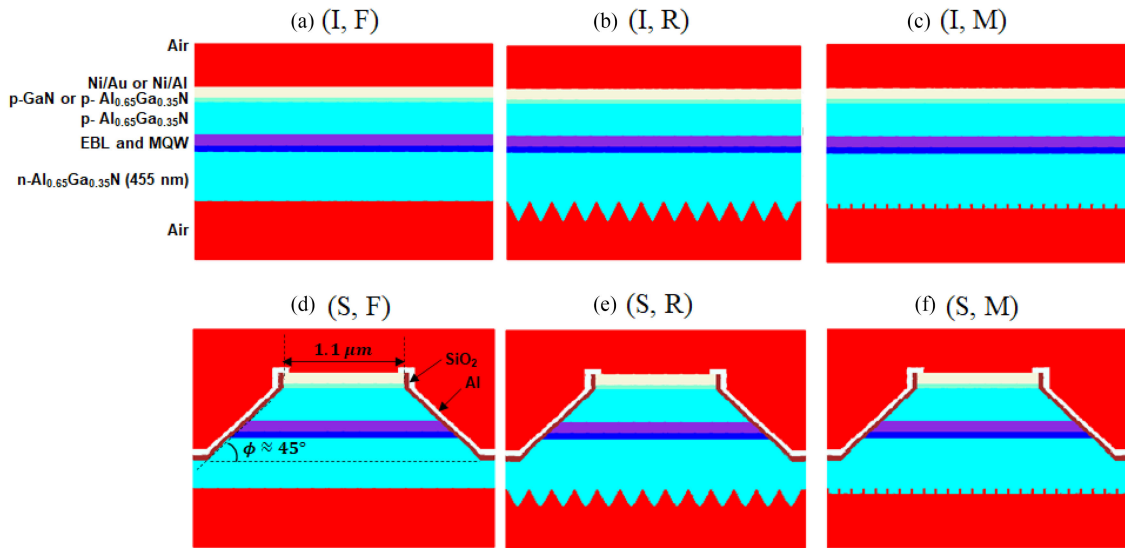 (a) (I, F)
(b) (I, R)
(c) (I, M)
Air
Ni/Au or Ni/Al
p-GaN or p- Al0.65Ga0.35N
p- Al0.65Ga0.35N
EBL and MQW
n-Al0.65Ga0.35N (455 nm)
Air
(d) (S, F)
(e) (S, R)
(f) (S, M)
1.1 μm
SiO2
Al
ϕ ≈ 45°